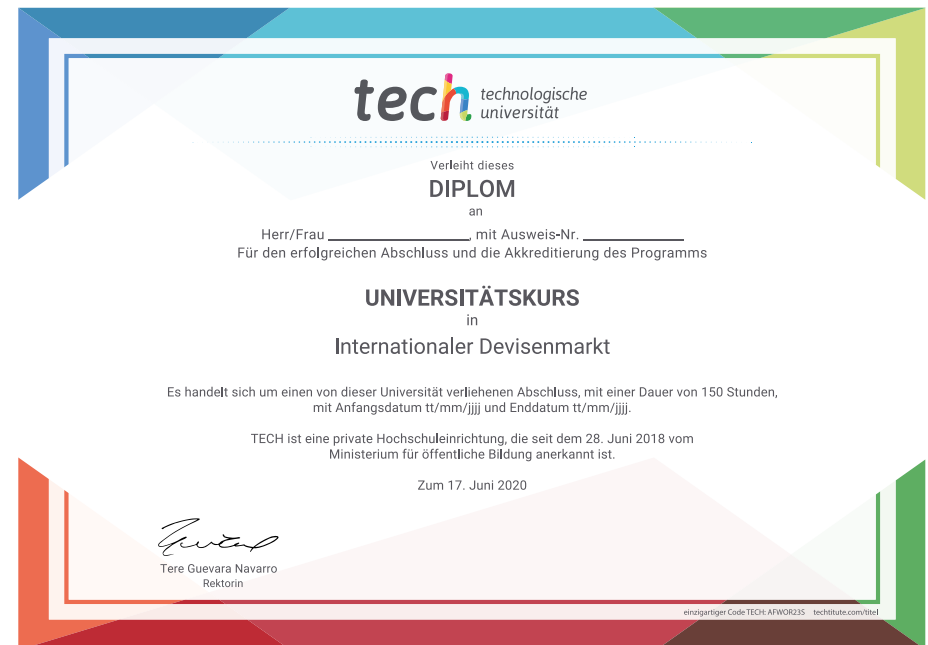 tech technologische
universität
Verleiht dieses
DIPLOM
an
Herr/Frau ____________________, mit Ausweis-Nr. ______________
Für den erfolgreichen Abschluss und die Akkreditierung des Programms
UNIVERSITÄTSKURS
in
Internationaler Devisenmarkt
Es handelt sich um einen von dieser Universität verliehenen Abschluss, mit einer Dauer von 150 Stunden,
mit Anfangsdatum tt/mm/jjjj und Enddatum tt/mm/jjjj.
TECH ist eine private Hochschuleinrichtung, die seit dem 28. Juni 2018 vom
Ministerium für öffentliche Bildung anerkannt ist.
Zum 17. Juni 2020
Tere Guevara Navarro
Rektorin
einzigartiger Code TECH: AFWOR23S techtitute.com/titel